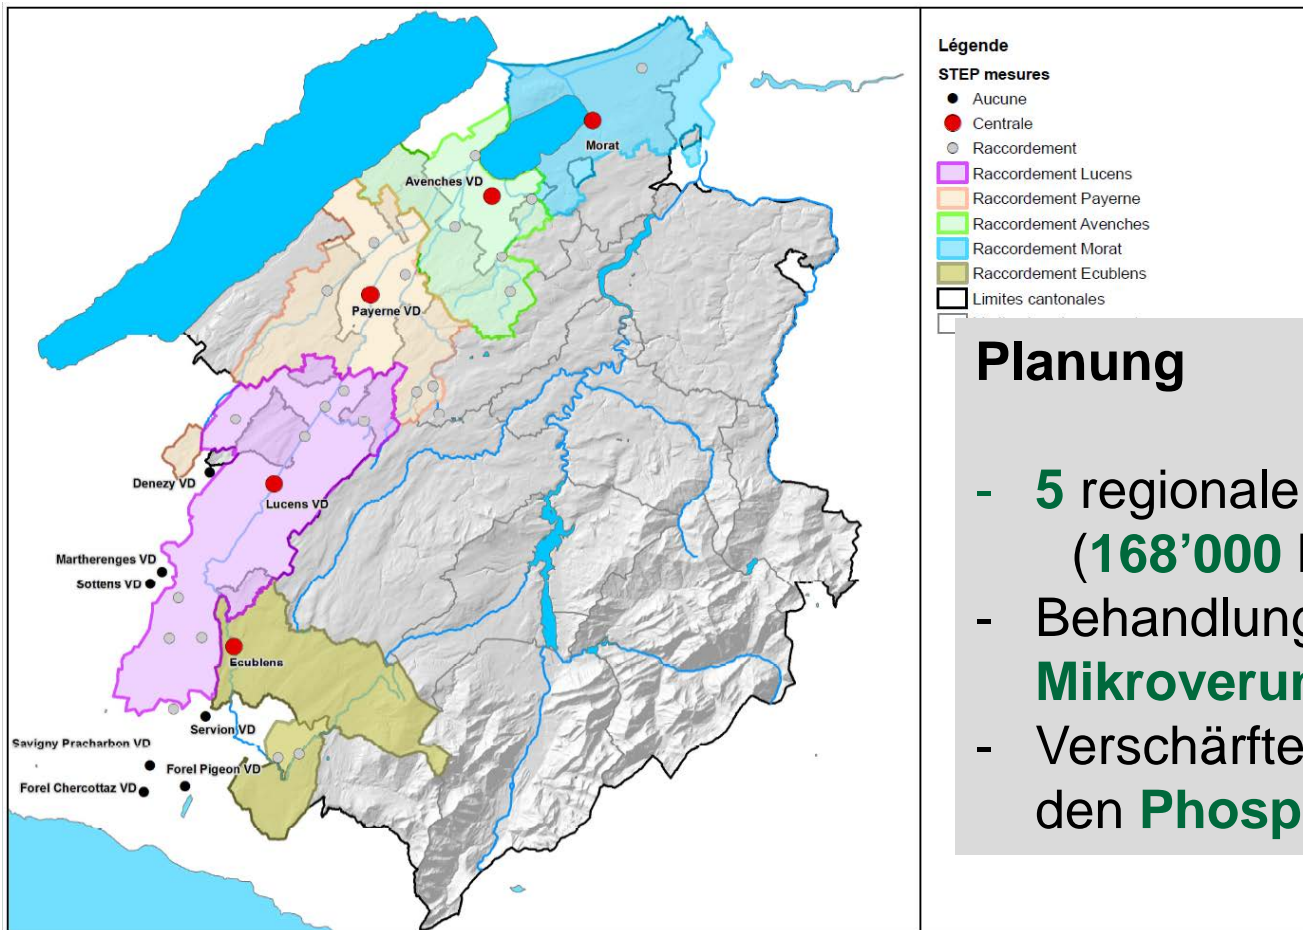 Morat
Avenches VD
Payerne VD
Denezy VD
Lucens VD
Martherenges VD
Sottens VD
Ecublens
Servion VD
Savigny Pracharbon VD
Forel Pigeon VD
Forel Chercottaz VD
Légende
STEP mesures
Aucune
Centrale
Raccordement
Raccordement Lucens
Raccordement Payerne
Raccordement Avenches
Raccordement Morat
Raccordement Ecublens
Limites cantonales
Planung
- 5 regionale
(168’000
- Behandlung
Mikroverun
- Verschärfte
den Phosp